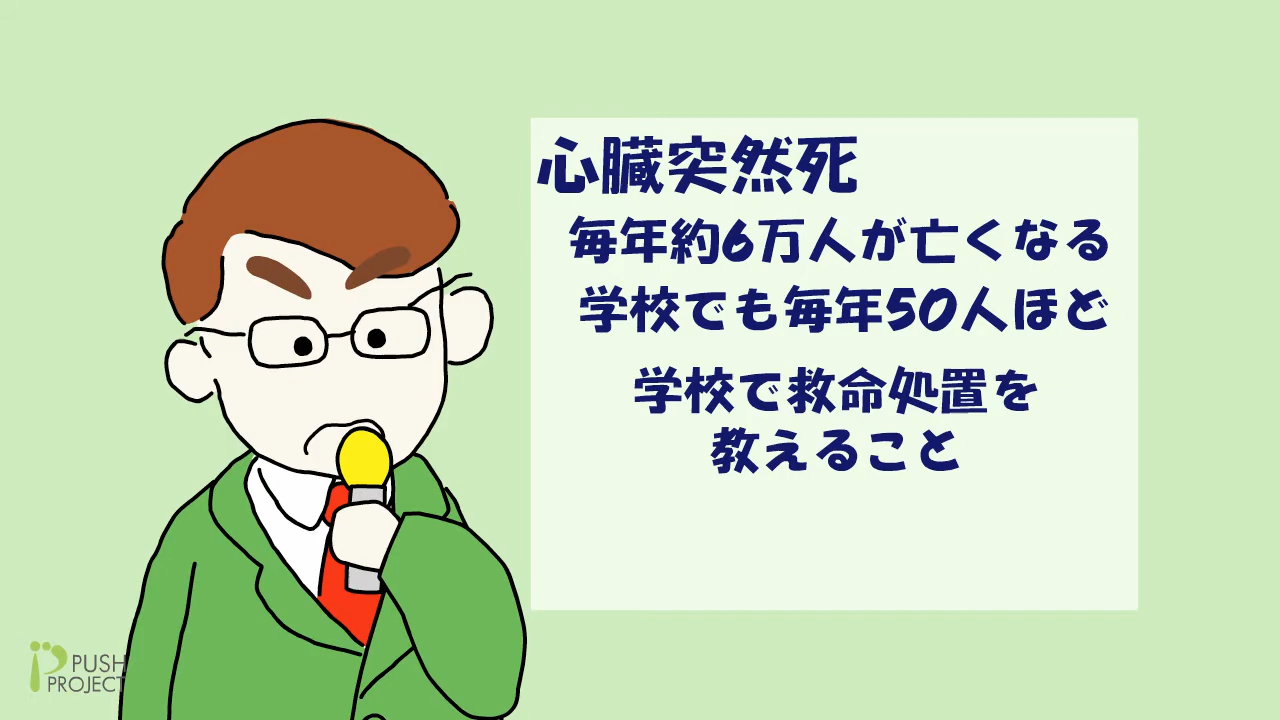 心臓突然死
毎年約6万人が亡くなる
学校でも毎年50人ほど
学校で救命処置を
教えること
PUSH
PROJECT